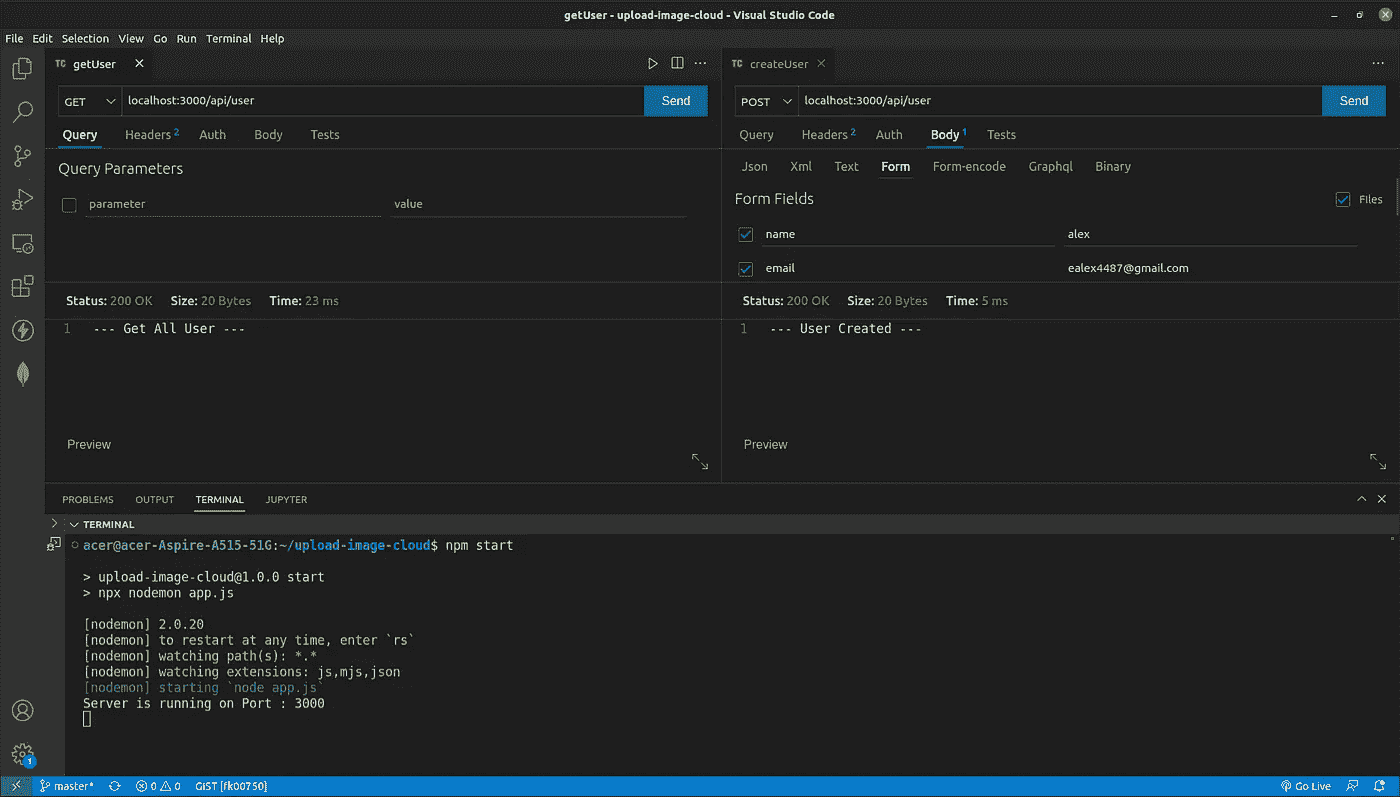 getUser - upload-image-cloud - Visual Studio Code
File Edit Selection View Go Run Terminal Help
TC getUser
GET localhost:3000/api/user Send
Query Headers 2 Auth Body Tests
Query Parameters
parameter value
Status: 200 OK Size: 20 Bytes Time: 23 ms
1 --- Get All User ---
Preview
TC createUser
POST localhost:3000/api/user Send
Query Headers 2 Auth Body 1 Tests
Json Xml Text Form Form-encode Graphql Binary
Form Fields Files
name alex
email ealex4487@gmail.com
Status: 200 OK Size: 20 Bytes Time: 5 ms
1 --- User Created ---
Preview
PROBLEMS OUTPUT TERMINAL JUPYTER
TERMINAL
acer@acer-Aspire-A515-51G:~/upload-image-cloud$ npm start
> upload-image-cloud@1.0.0 start
> npx nodemon app.js
[nodemon] 2.0.20
[nodemon] to restart at any time, enter `rs`
[nodemon] watching path(s): *.*
[nodemon] watching extensions: js,mjs,json
[nodemon] starting `node app.js`
Server is running on Port : 3000
1
master* 0 0 GIST [fk00750] Go Live